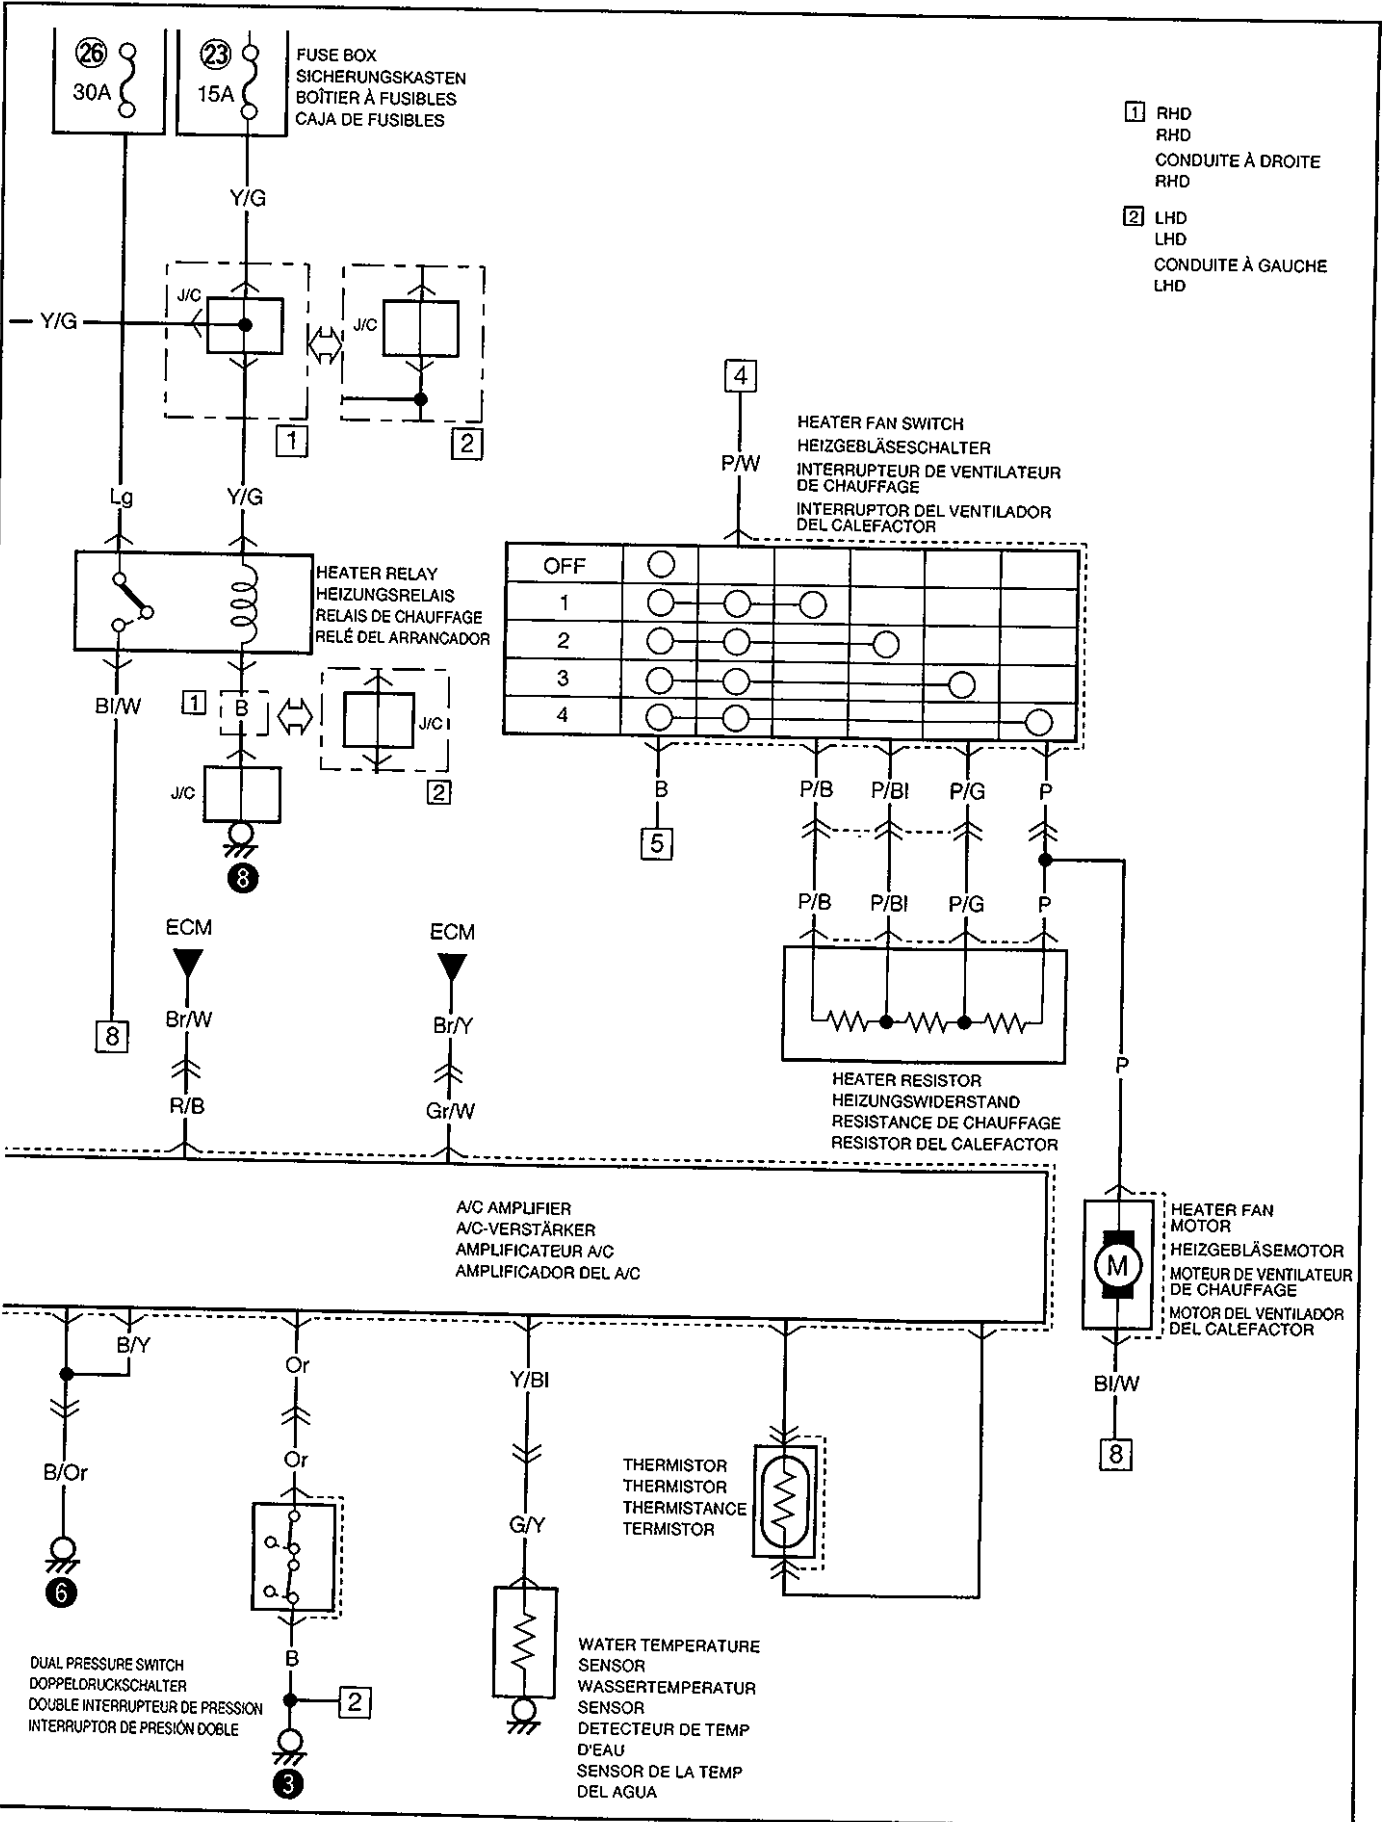 26
30A
23
15A
FUSE BOX
SICHERUNGSKASTEN
BOÎTIER À FUSIBLES
CAJA DE FUSIBLES
1 RHD
RHD
CONDUITE À DROITE
RHD
2 LHD
LHD
CONDUITE À GAUCHE
LHD
Y/G
J/C
J/C
Y/G
1
2
4
P/W
HEATER FAN SWITCH
HEIZGEBLÄSESCHALTER
INTERRUPTEUR DE VENTILATEUR
DE CHAUFFAGE
INTERRUPTOR DEL VENTILADOR
DEL CALEFACTOR
Lg
Y/G
HEATER RELAY
HEIZUNGSRELAIS
RELAIS DE CHAUFFAGE
RELÉ DEL ARRANCADOR
OFF
1
2
3
4
Bl/W
1
B
J/C
2
J/C
8
B
P/B
P/Bl
P/G
P
5
P/B
P/Bl
P/G
P
ECM
ECM
Br/W
Br/Y
8
R/B
Gr/W
P
HEATER RESISTOR
HEIZUNGSWIDERSTAND
RESISTANCE DE CHAUFFAGE
RESISTOR DEL CALEFACTOR
A/C AMPLIFIER
A/C-VERSTÄRKER
AMPLIFICATEUR A/C
AMPLIFICADOR DEL A/C
M
HEATER FAN
MOTOR
HEIZGEBLÄSEMOTOR
MOTEUR DE VENTILATEUR
DE CHAUFFAGE
MOTOR DEL VENTILADOR
DEL CALEFACTOR
B/Y
Or
Y/Bl
Bl/W
8
B/Or
Or
G/Y
THERMISTOR
THERMISTOR
THERMISTANCE
TERMISTOR
6
B
2
3
DUAL PRESSURE SWITCH
DOPPELDRUCKSCHALTER
DOUBLE INTERRUPTEUR DE PRESSION
INTERRUPTOR DE PRESIÓN DOBLE
WATER TEMPERATURE
SENSOR
WASSERTEMPERATUR
SENSOR
DETECTEUR DE TEMP
D'EAU
SENSOR DE LA TEMP
DEL AGUA